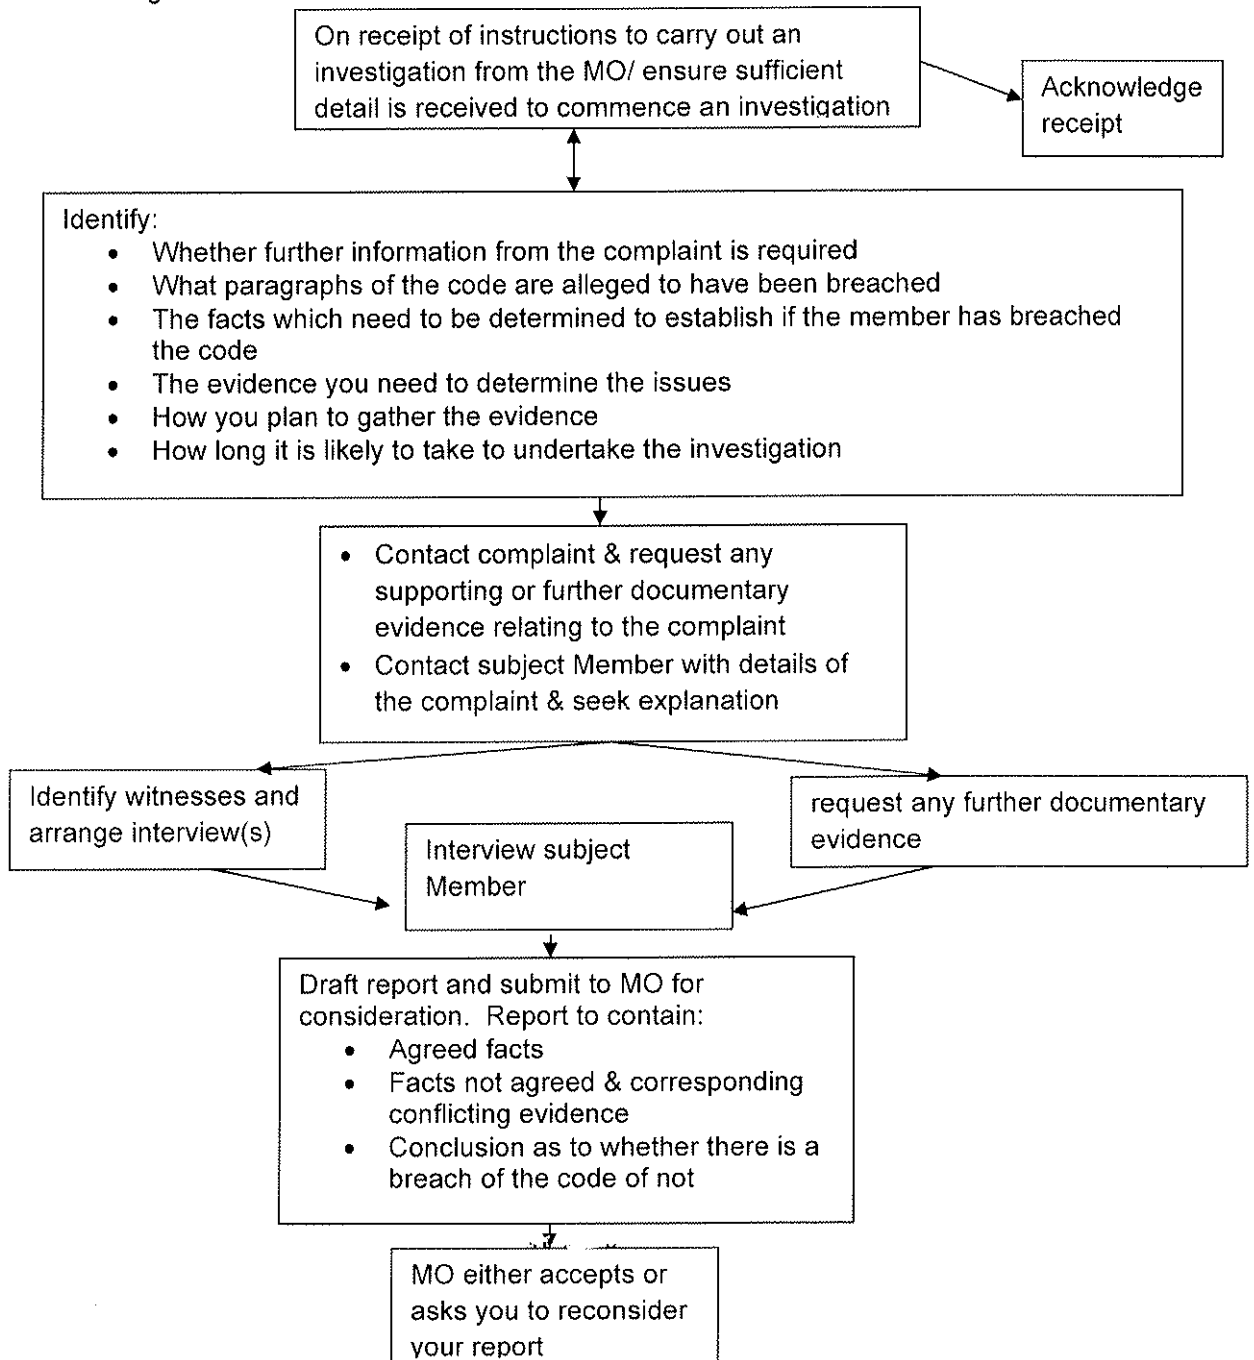 On receipt of instructions to carry out an
investigation from the MO/ ensure sufficient
detail is received to commence an investigation
Acknowledge
receipt
Identify:
• Whether further information from the complaint is required
• What paragraphs of the code are alleged to have been breached
• The facts which need to be determined to establish if the member has breached
the code
• The evidence you need to determine the issues
• How you plan to gather the evidence
• How long it is likely to take to undertake the investigation
• Contact complaint & request any
supporting or further documentary
evidence relating to the complaint
• Contact subject Member with details of
the complaint & seek explanation
Identify witnesses and
arrange interview(s)
request any further documentary
evidence
Interview subject
Member
Draft report and submit to MO for
consideration. Report to contain:
• Agreed facts
• Facts not agreed & corresponding
conflicting evidence
• Conclusion as to whether there is a
breach of the code of not
MO either accepts or
asks you to reconsider
your report